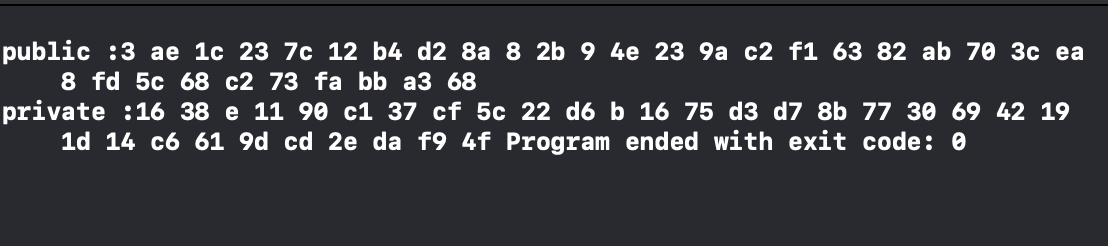 public :3 ae 1c 23 7c 12 b4 d2 8a 8 2b 9 4e 23 9a c2 f1 63 82 ab 70 3c ea
8 fd 5c 68 c2 73 fa bb a3 68
private :16 38 e 11 90 c1 37 cf 5c 22 d6 b 16 75 d3 d7 8b 77 30 69 42 19
1d 14 c6 61 9d cd 2e da f9 4f Program ended with exit code: 0